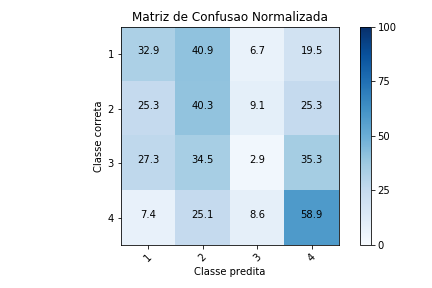 Matriz de Confusao Normalizada
Classe correta
1 32.9 40.9 6.7 19.5
2 25.3 40.3 9.1 25.3
3 27.3 34.5 2.9 35.3
4 7.4 25.1 8.6 58.9
1 2 3 4
Classe predita
100
75
50
25
0